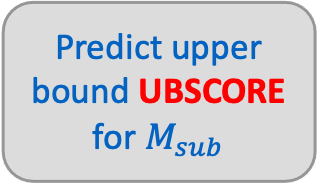 Predict upper
bound UBSCORE
for M_sub